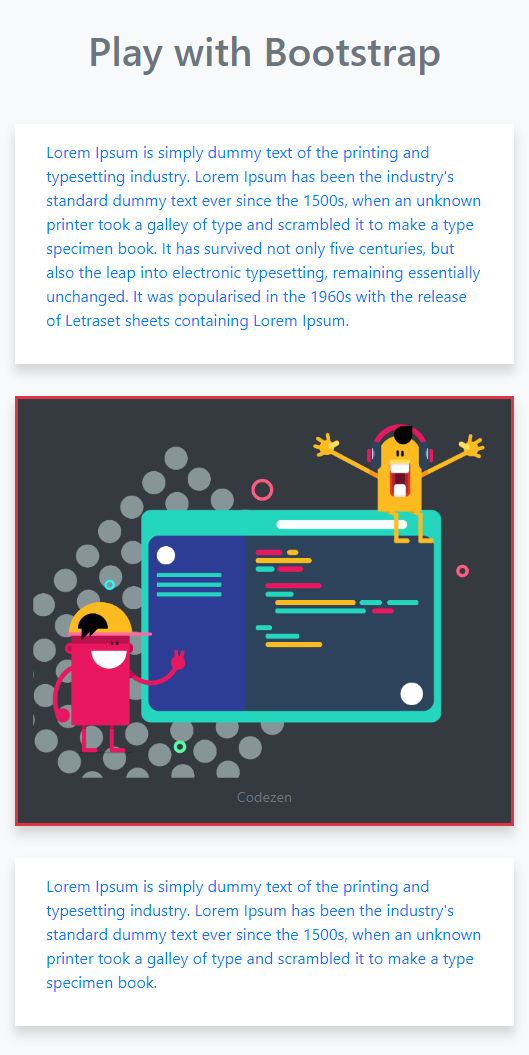 Play with Bootstrap
Lorem Ipsum is simply dummy text of the printing and
typesetting industry. Lorem Ipsum has been the industry's
standard dummy text ever since the 1500s, when an unknown
printer took a galley of type and scrambled it to make a type
specimen book. It has survived not only five centuries, but
also the leap into electronic typesetting, remaining essentially
unchanged. It was popularised in the 1960s with the release
of Letraset sheets containing Lorem Ipsum.
Codezen
Lorem Ipsum is simply dummy text of the printing and
typesetting industry. Lorem Ipsum has been the industry's
standard dummy text ever since the 1500s, when an unknown
printer took a galley of type and scrambled it to make a type
specimen book.